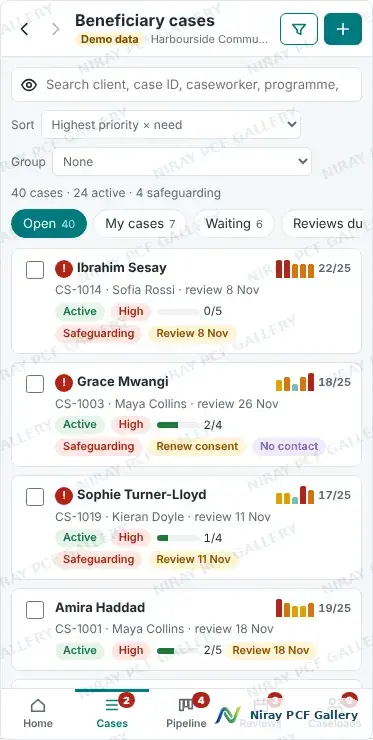 Beneficiary cases
Demo data Harbourside Commu...
Search client, case ID, caseworker, programme,
Sort Highest priority × need
Group None
40 cases · 24 active · 4 safeguarding
Open 40 My cases 7 Waiting 6 Reviews du
! Ibrahim Sesay 22/25
CS-1014 · Sofia Rossi · review 8 Nov
Active High 0/5
Safeguarding Review 8 Nov
! Grace Mwangi 18/25
CS-1003 · Maya Collins · review 26 Nov
Active High 2/4
Safeguarding Renew consent No contact
! Sophie Turner-Lloyd 17/25
CS-1019 · Kieran Doyle · review 11 Nov
Active High 1/4
Safeguarding Review 11 Nov
Amira Haddad 19/25
CS-1001 · Maya Collins · review 18 Nov
Active High 2/5 Review 18 Nov
2 4
Home Cases Pipeline Reviews Caseloads
Niray PCF Gallery
NIRAY PCF GALLERY